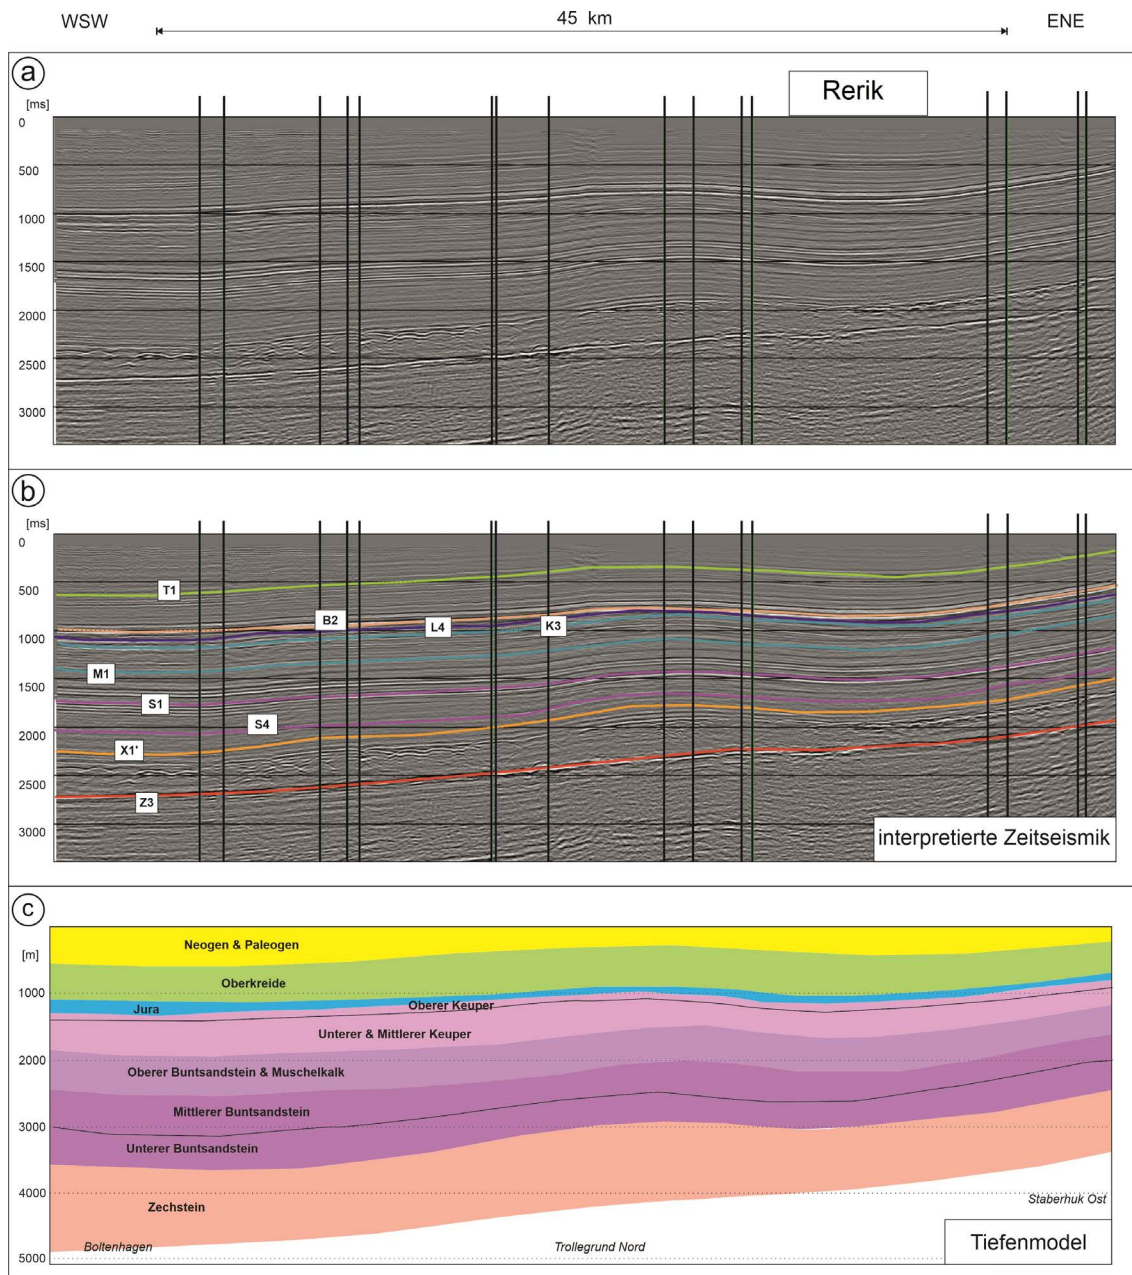 WSW 45 km ENE
a
[ms]
Rerik
0
500
1000
1500
2000
2500
3000
b
[ms]
0
500
T1
B2
L4
K3
1000
M1
1500
S1
S4
2000
X1'
2500
Z3
3000
interpretierte Zeitseismik
c
[m]
Neogen & Paleogen
Oberkreide
1000
Jura
Oberer Keuper
Unterer & Mittlerer Keuper
2000
Oberer Buntsandstein & Muschelkalk
Mittlerer Buntsandstein
3000
Unterer Buntsandstein
4000
Zechstein
Staberhuk Ost
Boltenhagen
Trollegrund Nord
Tiefenmodel
5000